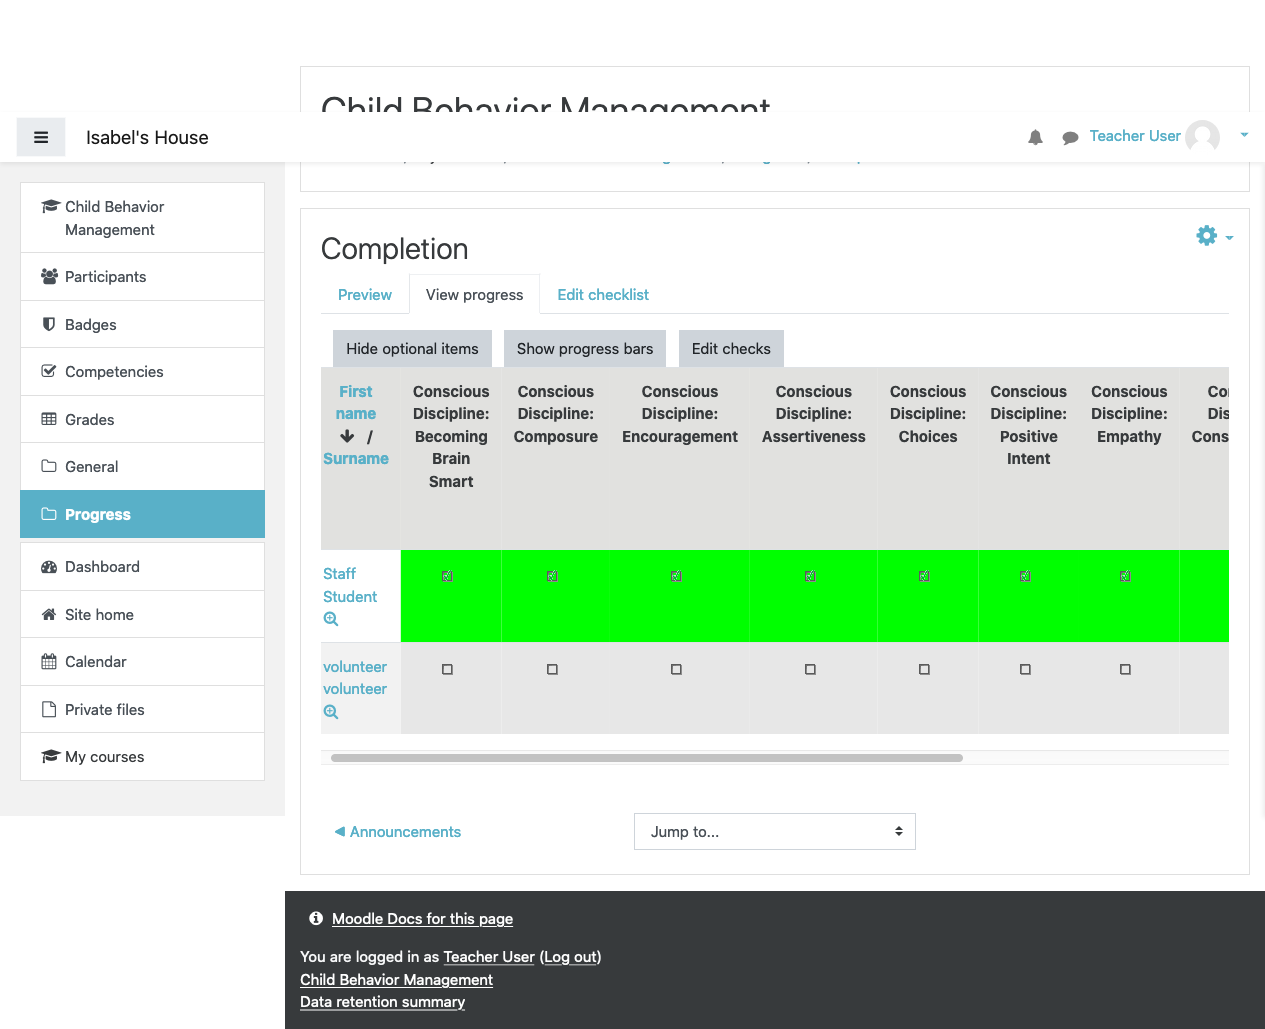 Child Behavior Management
Isabel's House
Teacher User
Child Behavior
Management
Participants
Badges
Competencies
Grades
General
Progress
Dashboard
Site home
Calendar
Private files
My courses
Completion
Preview
View progress
Edit checklist
Hide optional items
Show progress bars
Edit checks
First
name
/
Surname
Conscious
Discipline:
Becoming
Brain
Smart
Conscious
Discipline:
Composure
Conscious
Discipline:
Encouragement
Conscious
Discipline:
Assertiveness
Conscious
Discipline:
Choices
Conscious
Discipline:
Positive
Intent
Conscious
Discipline:
Empathy
Staff
Student
volunteer
volunteer
Announcements
Jump to...
Moodle Docs for this page
You are logged in as Teacher User (Log out)
Child Behavior Management
Data retention summary